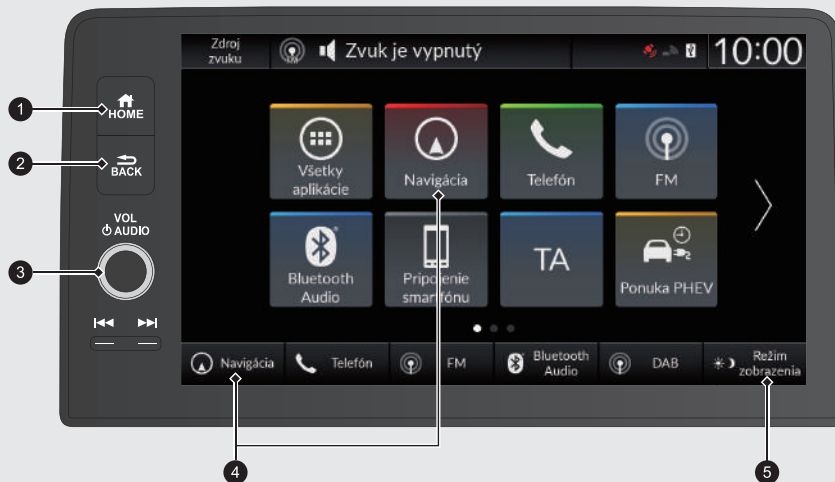 Zdroj
zvuku
FM
Zvuk je vypnutý
10:00
1
HOME
2
BACK
VOL
AUDIO
3
Všetky
aplikácie
Navigácia
Telefón
FM
Bluetooth
Audio
Pripojenie
smartfónu
TA
Ponuka PHEV
Navigácia
Telefón
FM
Bluetooth
Audio
DAB
Režim
zobrazenia
4
5